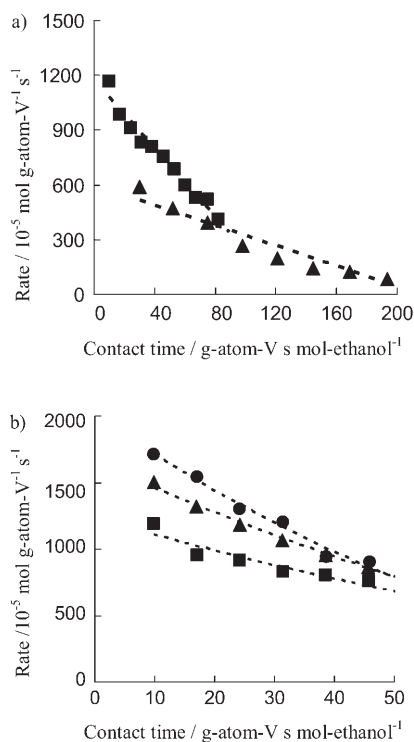 a)
1500
1200
900
600
300
0
0 40 80 120 160 200
Rate / 10⁻⁵ mol g-atom-V⁻¹ s⁻¹
Contact time / g-atom-V s mol-ethanol⁻¹
b)
2000
1500
1000
500
0
0 10 20 30 40 50
Rate /10⁻⁵ mol g-atom-V⁻¹ s⁻¹
Contact time / g-atom-V s mol-ethanol⁻¹